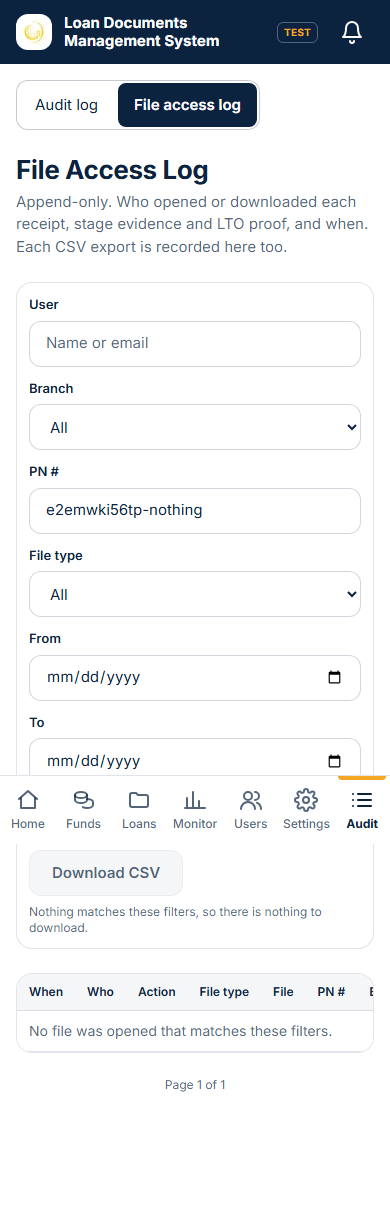 Loan Documents
Management System
TEST
Audit log
File access log
File Access Log
Append-only. Who opened or downloaded each
receipt, stage evidence and LTO proof, and when.
Each CSV export is recorded here too.
User
Name or email
Branch
All
PN #
e2emwki56tp-nothing
File type
All
From
mm/dd/yyyy
To
mm/dd/yyyy
Home
Funds
Loans
Monitor
Users
Settings
Audit
Download CSV
Nothing matches these filters, so there is nothing to
download.
When Who Action File type File PN #
No file was opened that matches these filters.
Page 1 of 1